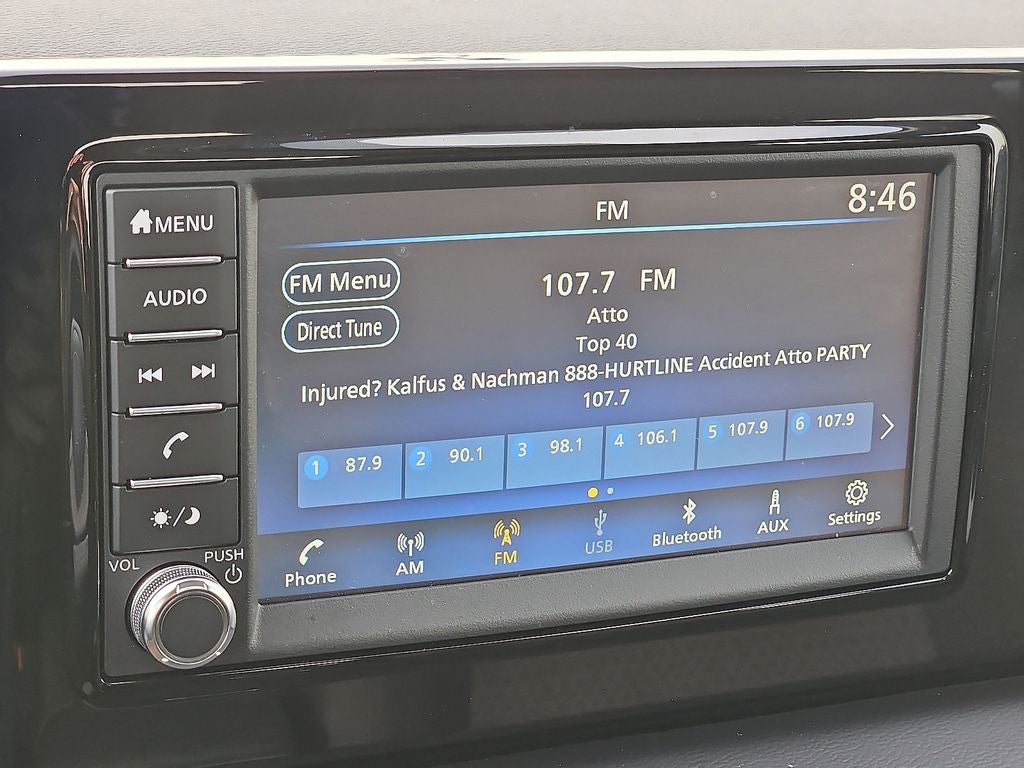 MENU
AUDIO
VOL
PUSH
FM
8:46
FM Menu
Direct Tune
107.7 FM
Atto
Top 40
Injured? Kalfus & Nachman 888-HURTLINE Accident Atto PARTY
107.7
1 87.9
2 90.1
3 98.1
4 106.1
5 107.9
6 107.9
Phone
AM
FM
USB
Bluetooth
AUX
Settings